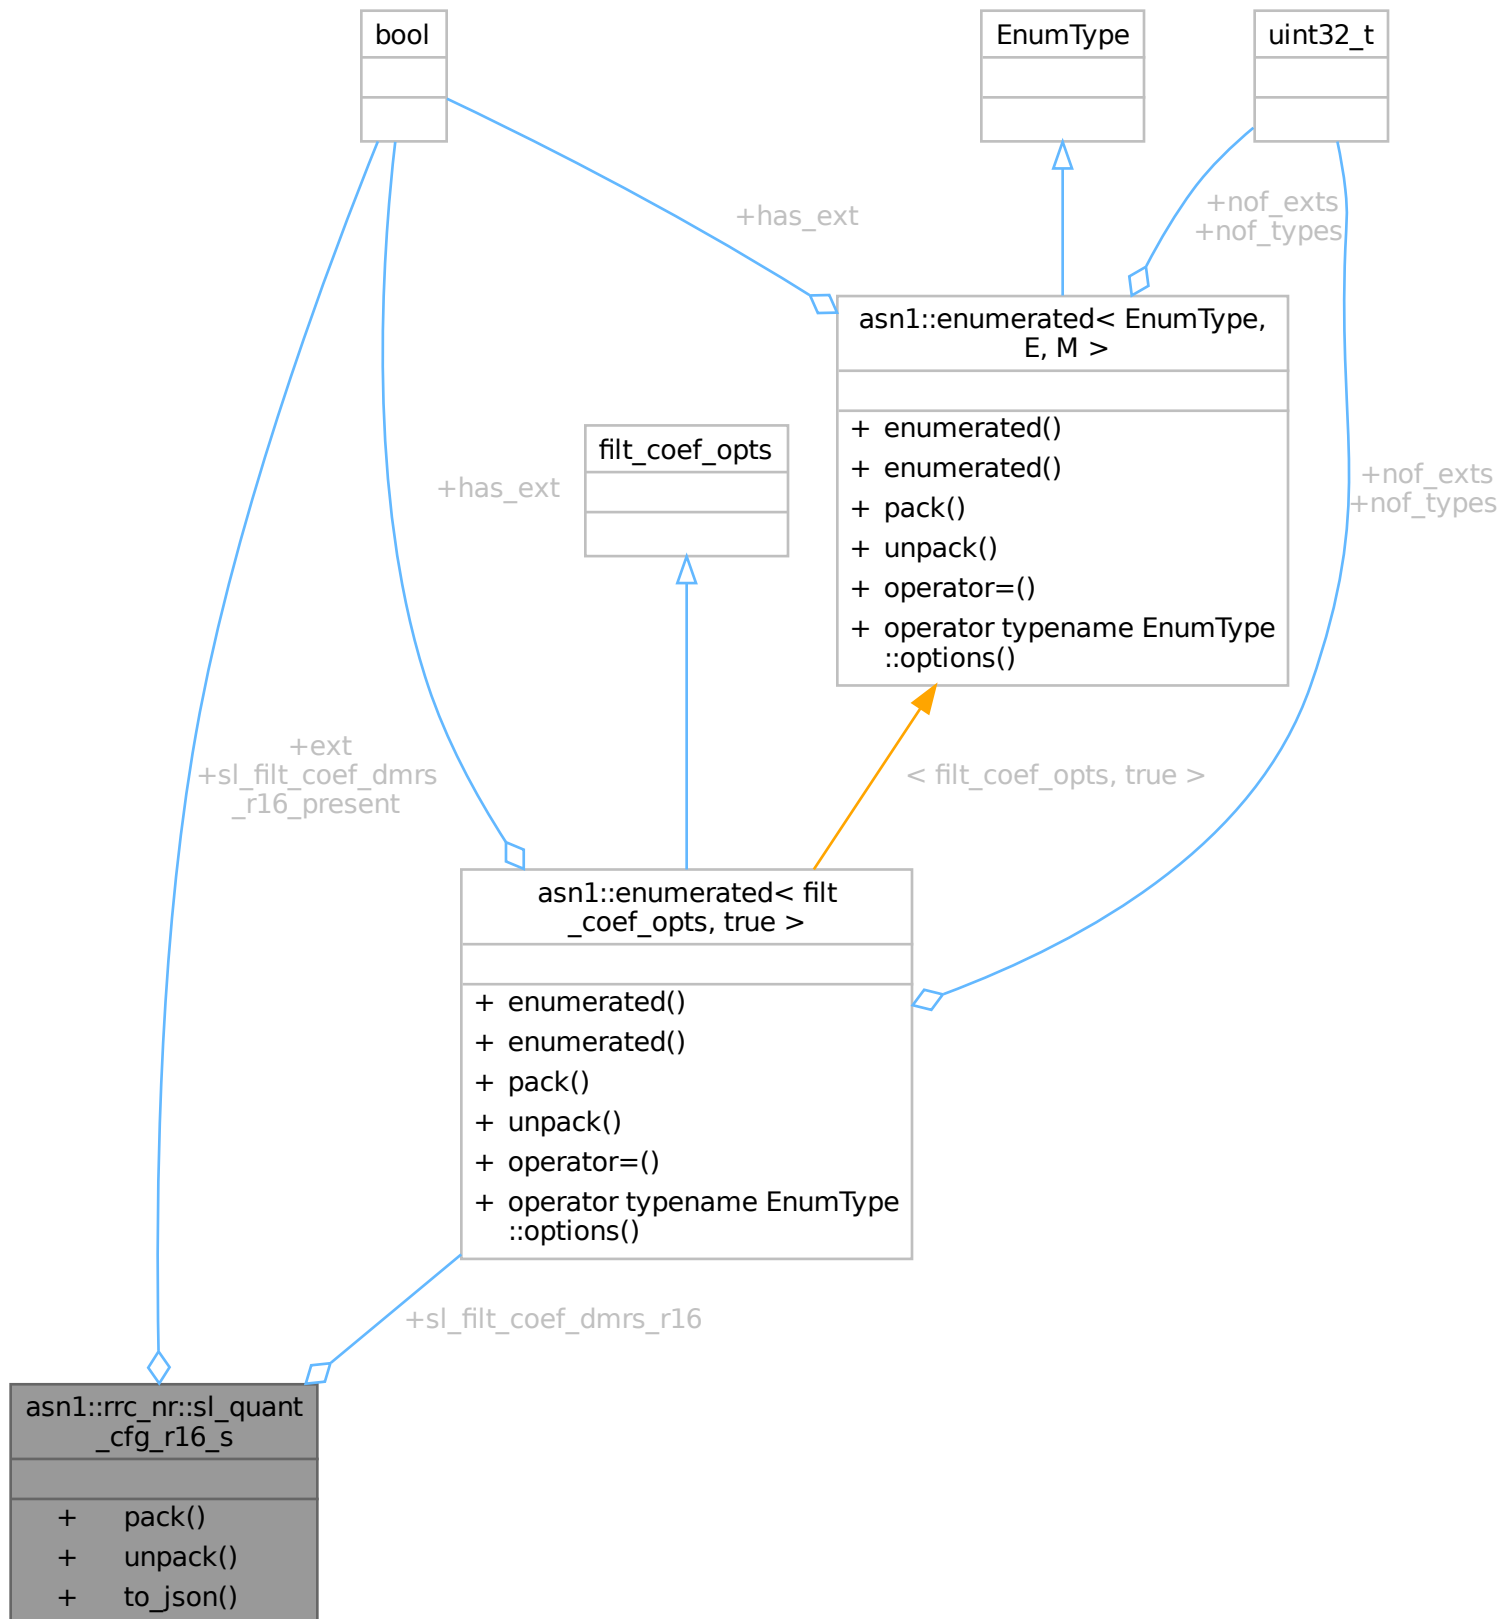 bool
EnumType
uint32_t
+has_ext
+nof_exts
+nof_types
asn1::enumerated< EnumType,
E, M >
+ enumerated()
+ enumerated()
+ pack()
+ unpack()
+ operator=()
+ operator typename EnumType
::options()
filt_coef_opts
+has_ext
+nof_exts
+nof_types
+ext
+sl_filt_coef_dmrs
_r16_present
< filt_coef_opts, true >
asn1::enumerated< filt
_coef_opts, true >
+ enumerated()
+ enumerated()
+ pack()
+ unpack()
+ operator=()
+ operator typename EnumType
::options()
+sl_filt_coef_dmrs_r16
asn1::rrc_nr::sl_quant
_cfg_r16_s
+ pack()
+ unpack()
+ to_json()